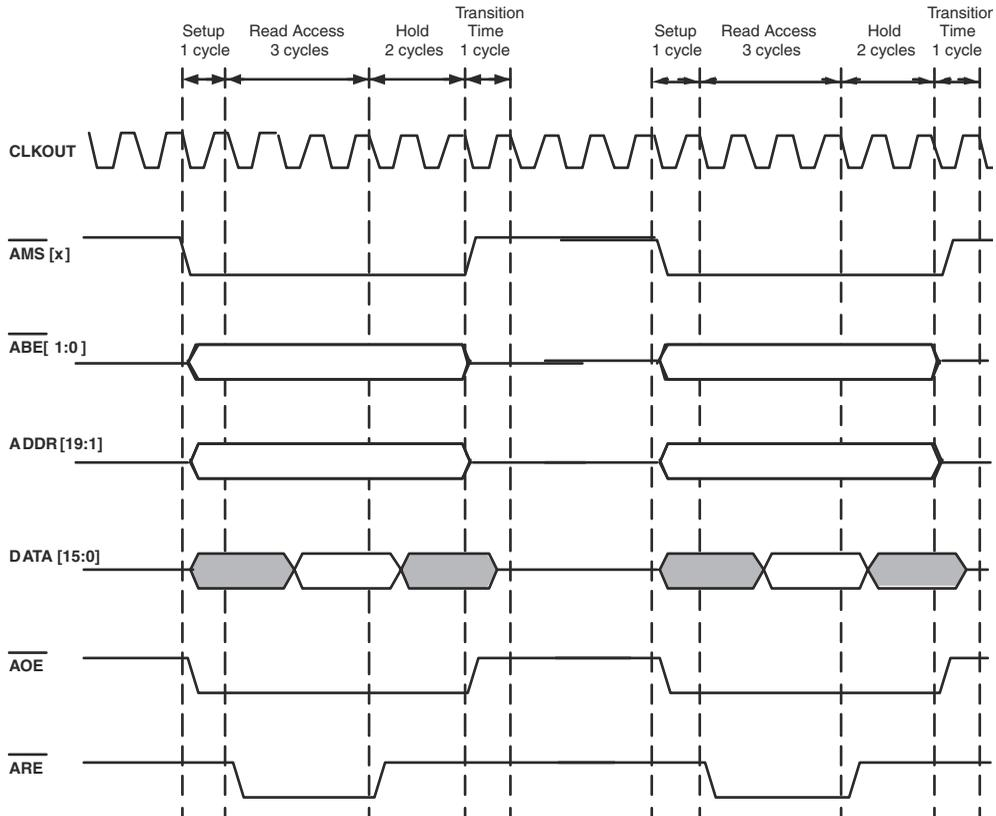 Transition
Setup Read Access Hold Time
1 cycle 3 cycles 2 cycles 1 cycle
Transition
Setup Read Access Hold Time
1 cycle 3 cycles 2 cycles 1 cycle
CLKOUT
AMS [x]
ABE[ 1:0 ]
ADDR[19:1]
DATA [15:0]
AOE
ARE